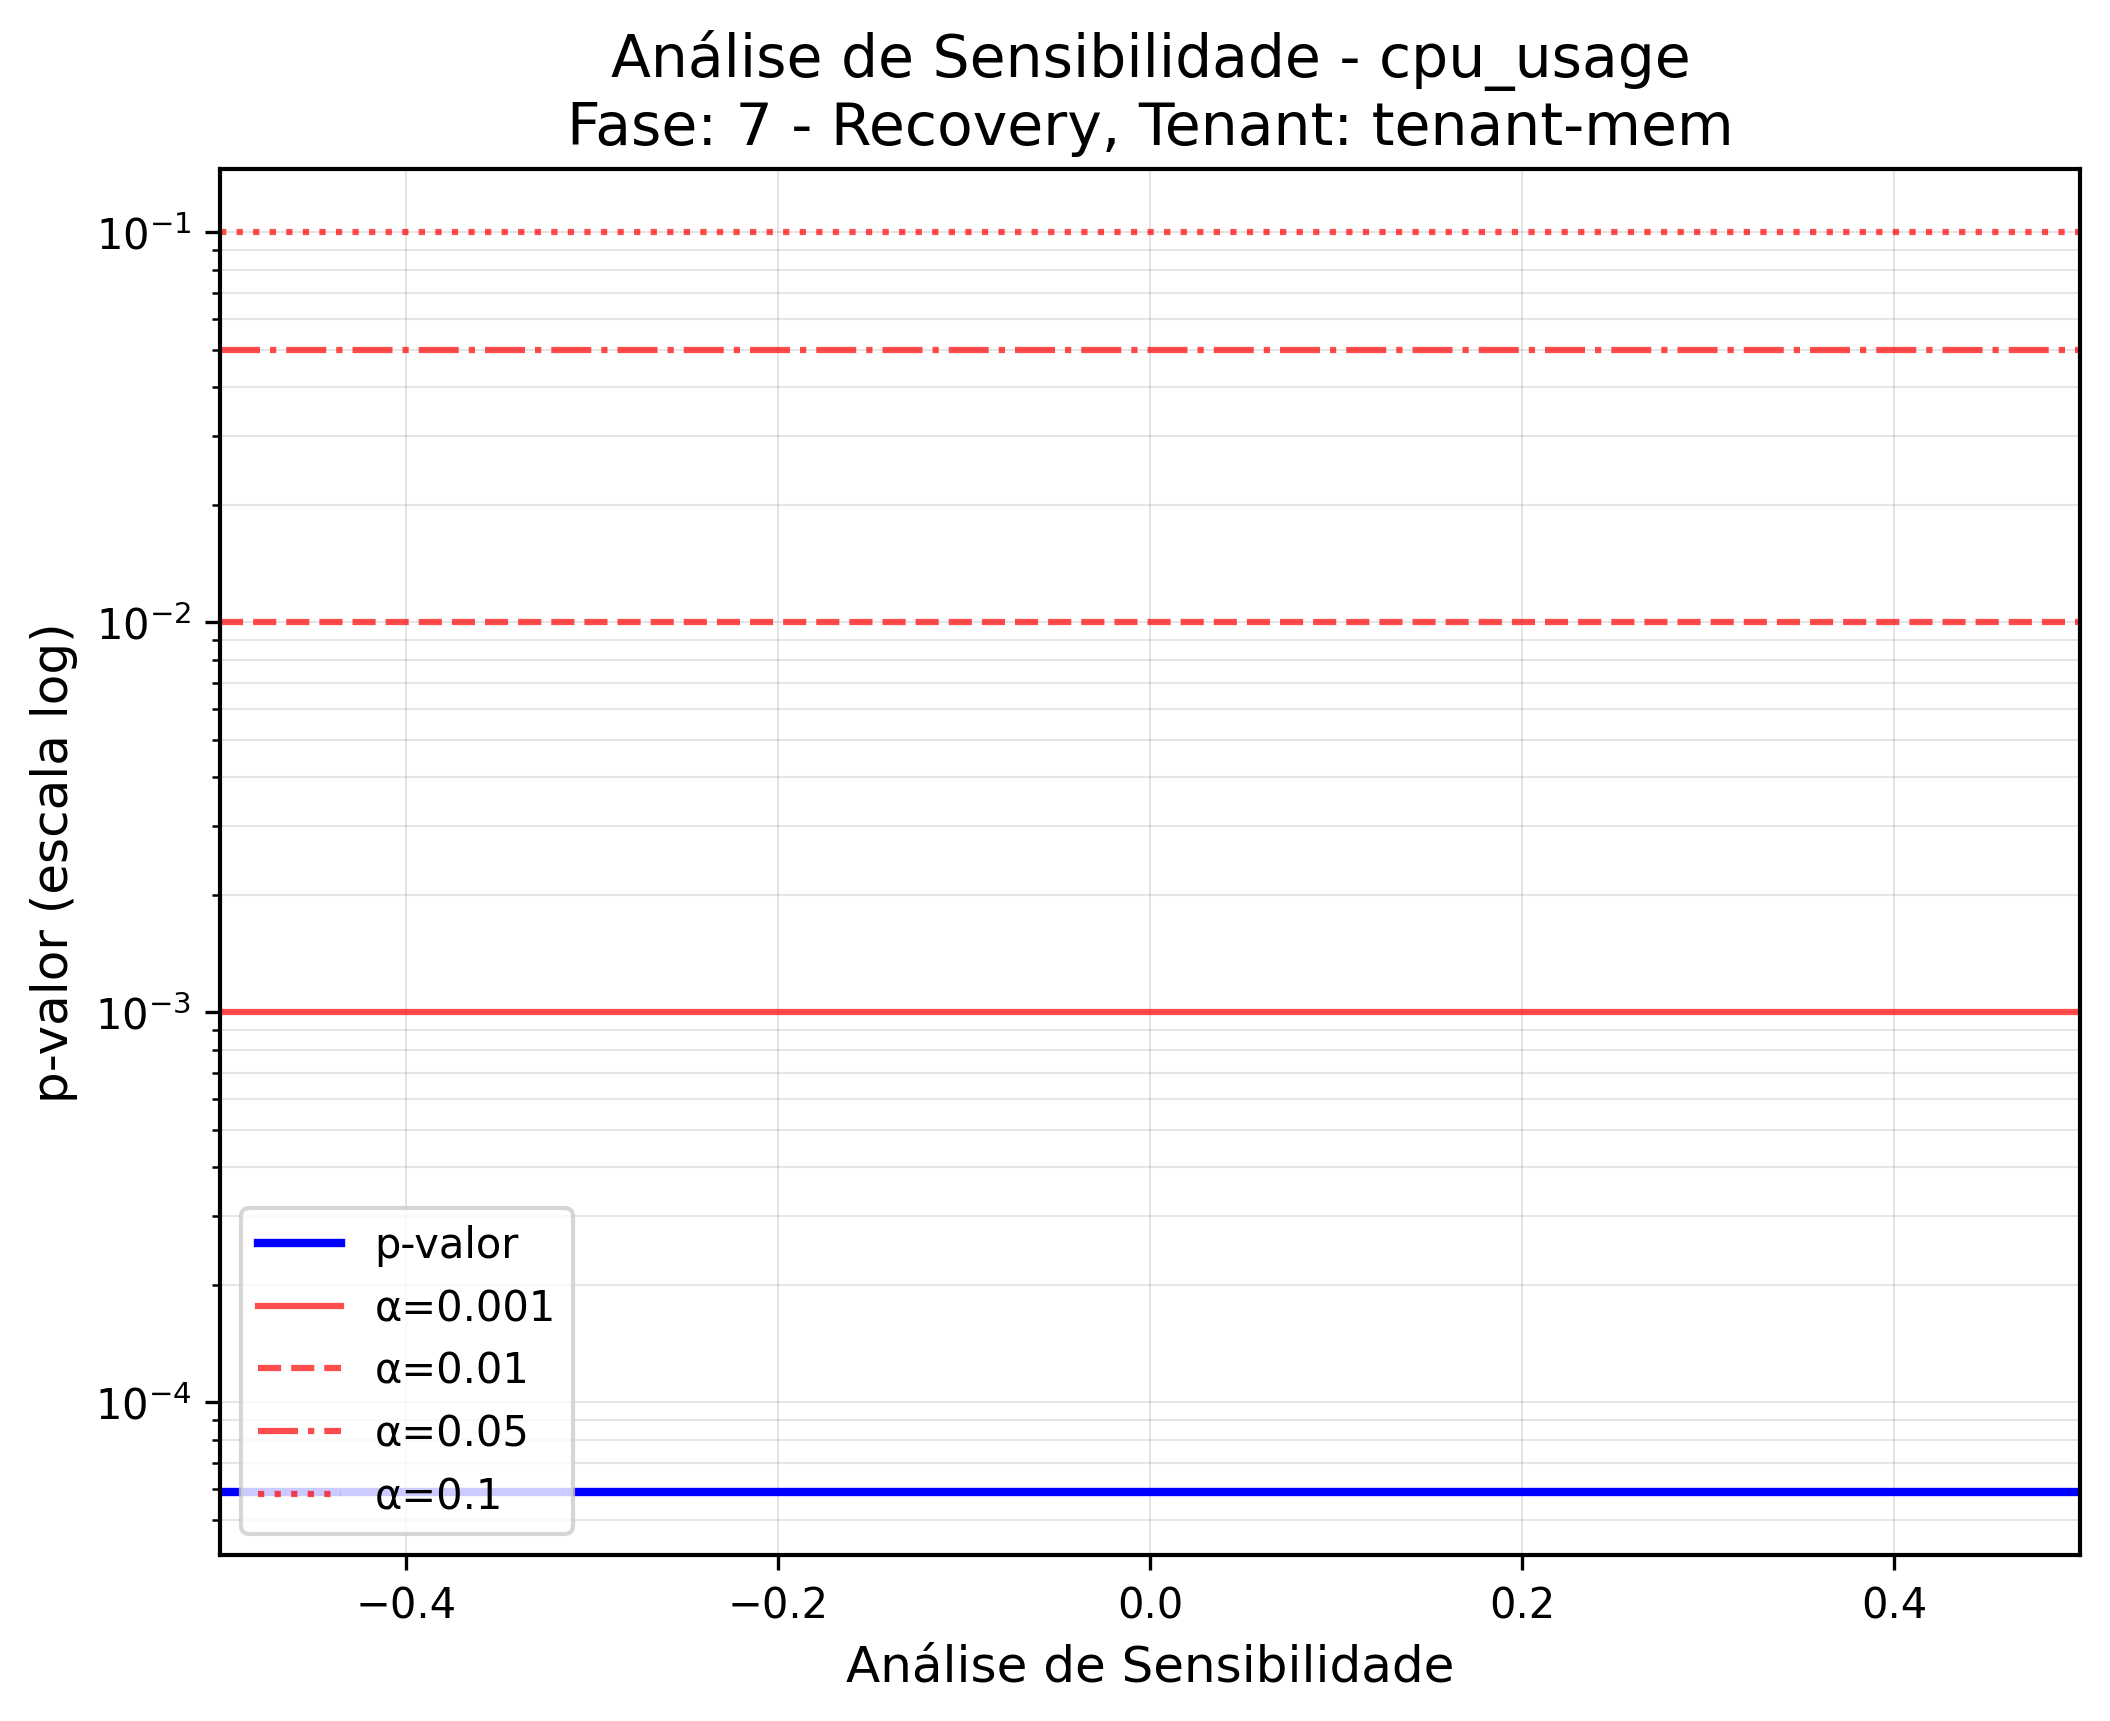 Análise de Sensibilidade - cpu_usage
Fase: 7 - Recovery, Tenant: tenant-mem
p-valor (escala log)
10⁻¹
10⁻²
10⁻³
10⁻⁴
p-valor
α=0.001
α=0.01
α=0.05
α=0.1
−0.4 −0.2 0.0 0.2 0.4
Análise de Sensibilidade